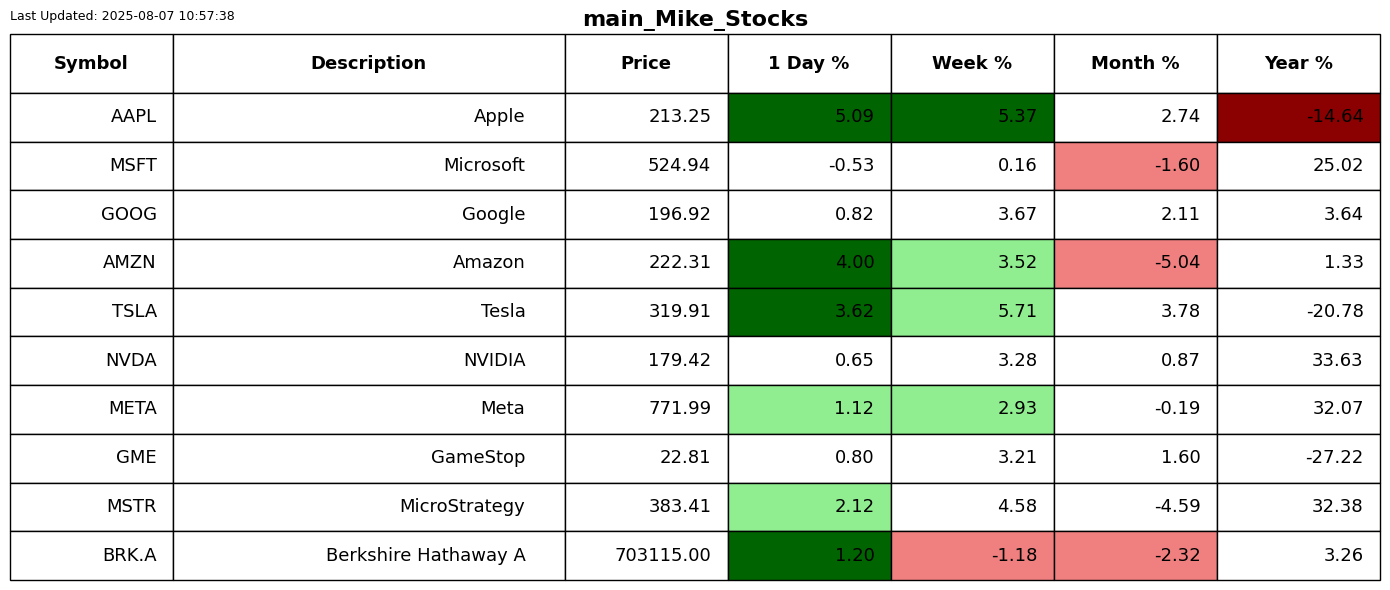 Last Updated: 2025-08-07 10:57:38
main_Mike_Stocks
Symbol Description Price 1 Day % Week % Month % Year %
AAPL Apple 213.25 5.09 5.37 2.74 -14.64
MSFT Microsoft 524.94 -0.53 0.16 -1.60 25.02
GOOG Google 196.92 0.82 3.67 2.11 3.64
AMZN Amazon 222.31 4.00 3.52 -5.04 1.33
TSLA Tesla 319.91 3.62 5.71 3.78 -20.78
NVDA NVIDIA 179.42 0.65 3.28 0.87 33.63
META Meta 771.99 1.12 2.93 -0.19 32.07
GME GameStop 22.81 0.80 3.21 1.60 -27.22
MSTR MicroStrategy 383.41 2.12 4.58 -4.59 32.38
BRK.A Berkshire Hathaway A 703115.00 1.20 -1.18 -2.32 3.26